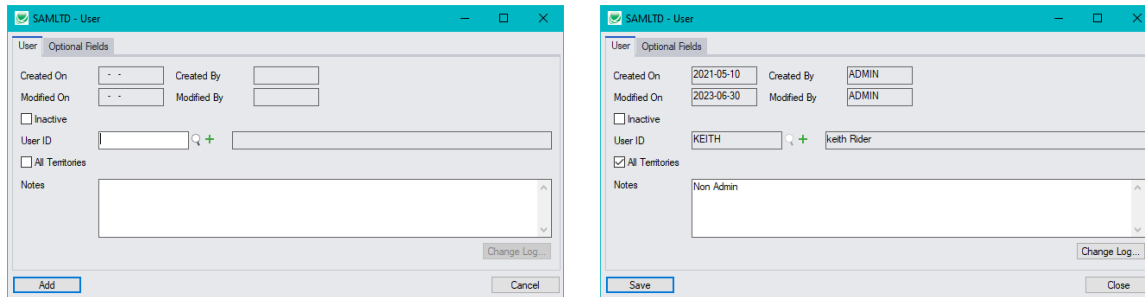 SAMLTD - User
User Optional Fields
Created On - - Created By
Modified On - - Modified By
Inactive
User ID
All Territories
Notes
Change Log...
Add Cancel
SAMLTD - User
User Optional Fields
Created On 2021-05-10 Created By ADMIN
Modified On 2023-06-30 Modified By ADMIN
Inactive
User ID KEITH keith Rider
All Territories
Notes Non Admin
Change Log...
Save Close